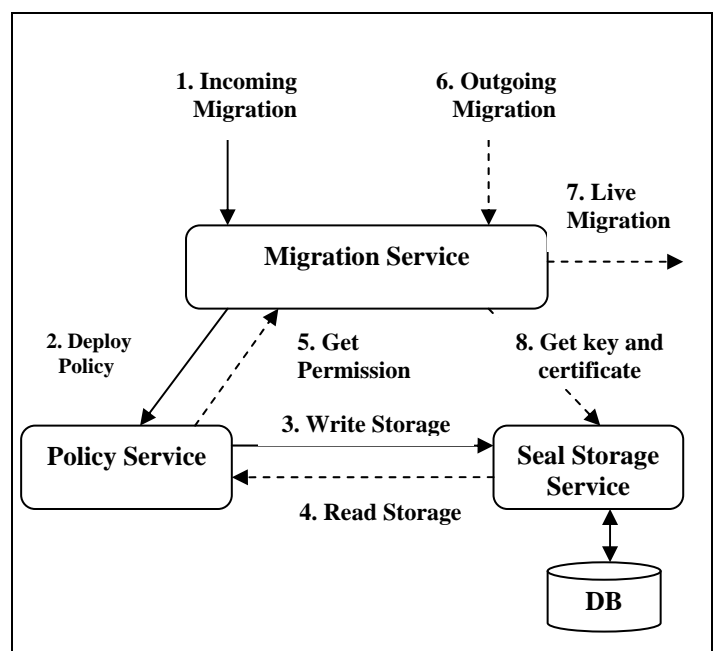 1. Incoming
Migration
6. Outgoing
Migration
7. Live
Migration
Migration Service
2. Deploy
Policy
5. Get
Permission
8. Get key and
certificate
3. Write Storage
Policy Service
Seal Storage
Service
4. Read Storage
DB